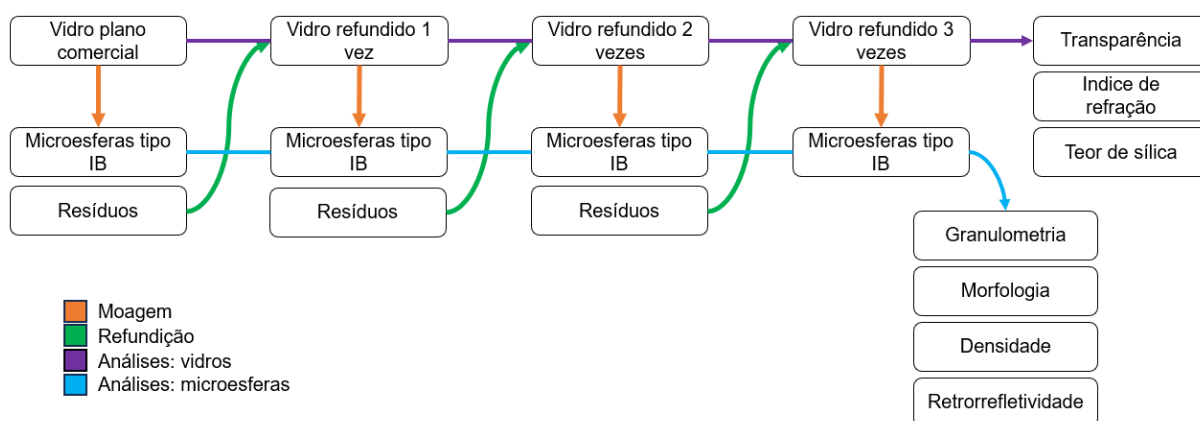 Vidro plano
comercial
Vidro refundido 1
vez
Vidro refundido 2
vezes
Vidro refundido 3
vezes
Transparência
Indice de
refração
Teor de sílica
Microesferas tipo
IB
Microesferas tipo
IB
Microesferas tipo
IB
Microesferas tipo
IB
Resíduos
Resíduos
Resíduos
Granulometria
Morfologia
Densidade
Retrorrefletividade
Moagem
Refundição
Análises: vidros
Análises: microesferas